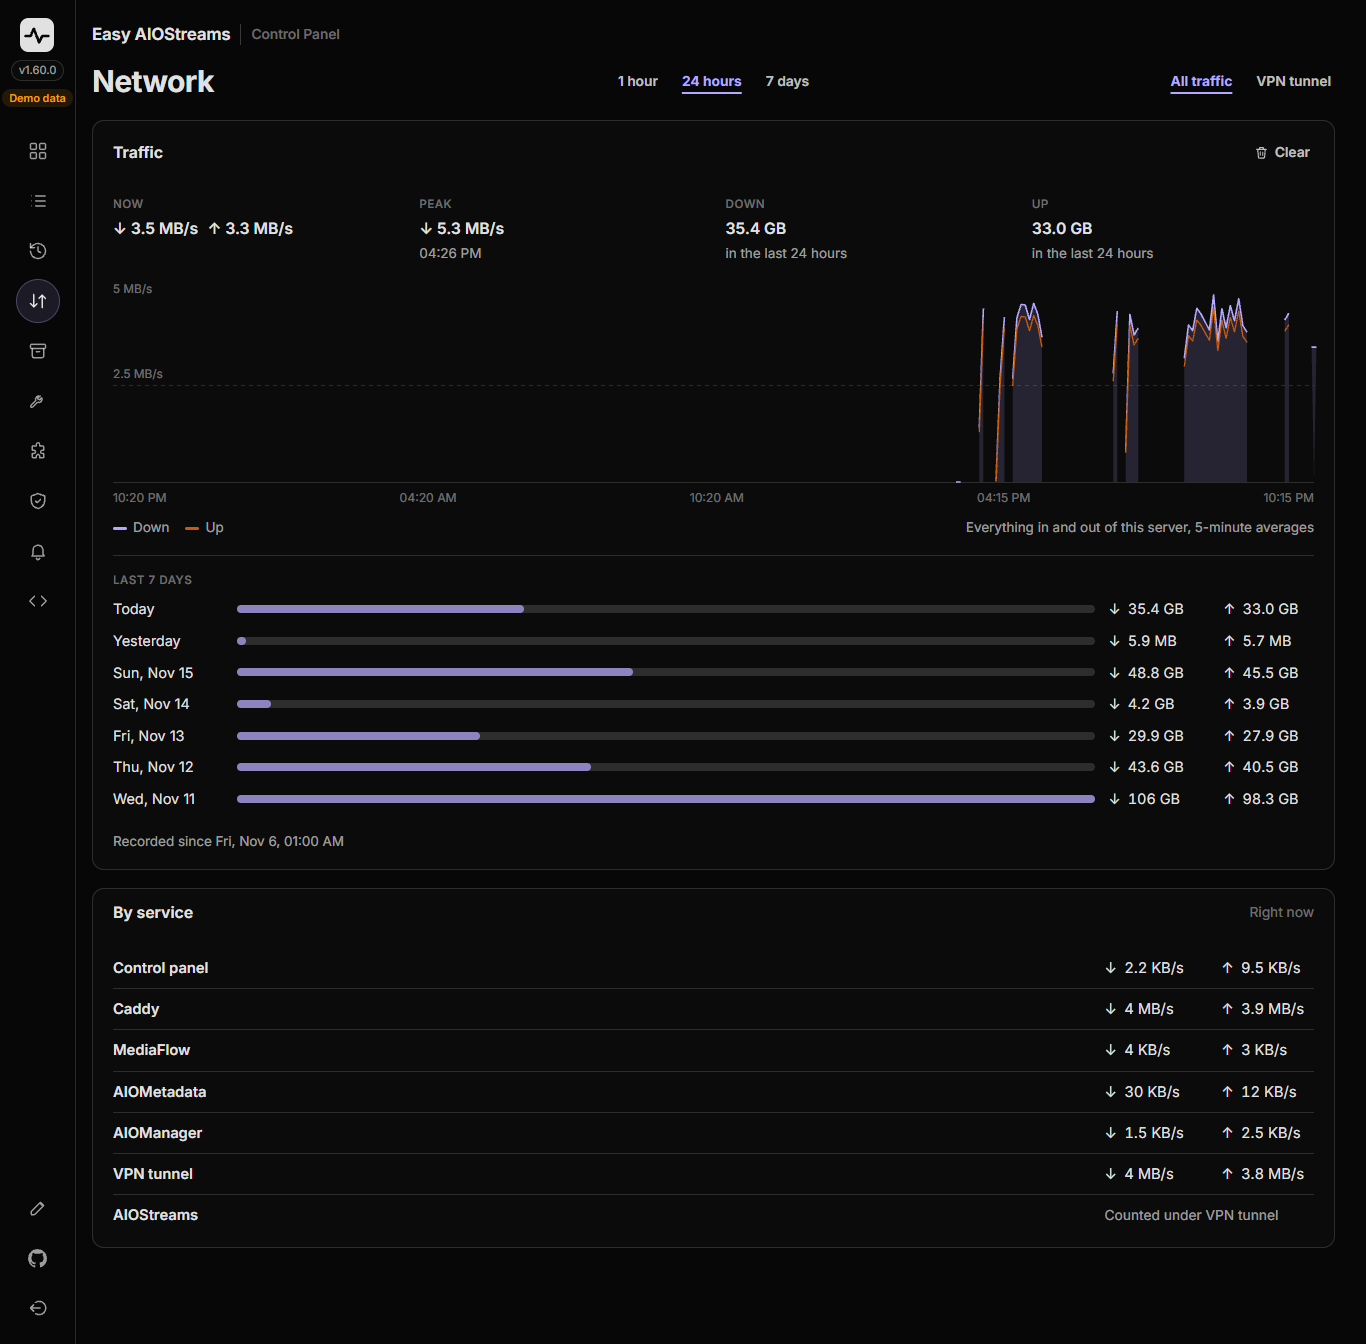 Easy AIOStreams
Control Panel
v1.60.0
Demo data
Network
1 hour
24 hours
7 days
All traffic
VPN tunnel
Traffic
Clear
NOW
↓ 3.5 MB/s ↑ 3.3 MB/s
PEAK
↓ 5.3 MB/s
04:26 PM
DOWN
35.4 GB
in the last 24 hours
UP
33.0 GB
in the last 24 hours
5 MB/s
2.5 MB/s
10:20 PM
04:20 AM
10:20 AM
04:15 PM
10:15 PM
Down
Up
Everything in and out of this server, 5-minute averages
LAST 7 DAYS
Today ↓ 35.4 GB ↑ 33.0 GB
Yesterday ↓ 5.9 MB ↑ 5.7 MB
Sun, Nov 15 ↓ 48.8 GB ↑ 45.5 GB
Sat, Nov 14 ↓ 4.2 GB ↑ 3.9 GB
Fri, Nov 13 ↓ 29.9 GB ↑ 27.9 GB
Thu, Nov 12 ↓ 43.6 GB ↑ 40.5 GB
Wed, Nov 11 ↓ 106 GB ↑ 98.3 GB
Recorded since Fri, Nov 6, 01:00 AM
By service
Right now
Control panel ↓ 2.2 KB/s ↑ 9.5 KB/s
Caddy ↓ 4 MB/s ↑ 3.9 MB/s
MediaFlow ↓ 4 KB/s ↑ 3 KB/s
AIOMetadata ↓ 30 KB/s ↑ 12 KB/s
AIOManager ↓ 1.5 KB/s ↑ 2.5 KB/s
VPN tunnel ↓ 4 MB/s ↑ 3.8 MB/s
AIOStreams Counted under VPN tunnel